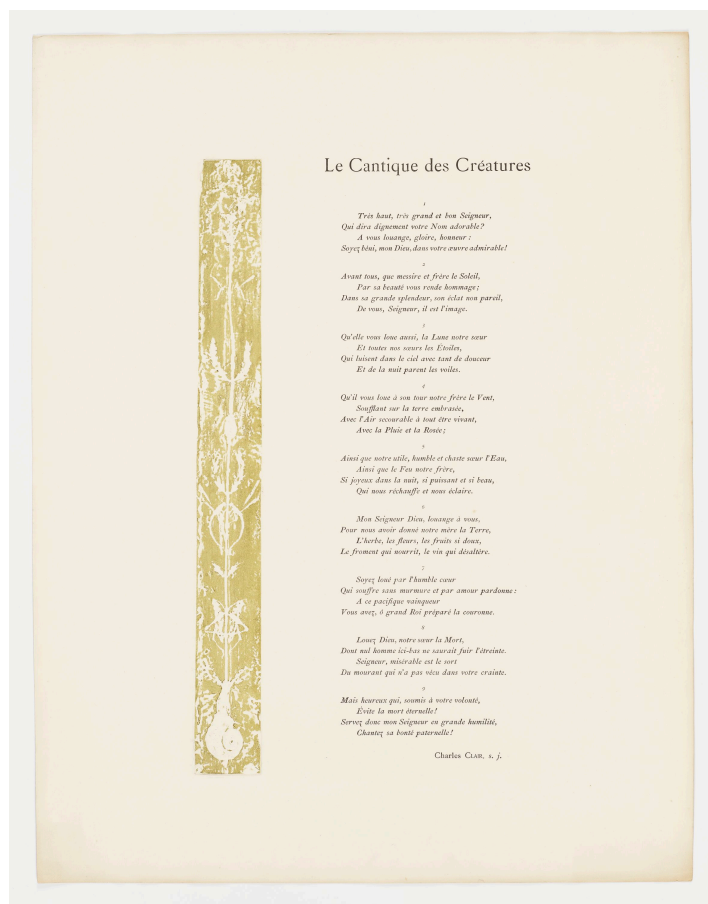 Le Cantique des Créatures
1
Très haut, très grand et bon Seigneur,
Qui dira dignement votre Nom adorable?
A vous louange, gloire, honneur :
Soyez béni, mon Dieu, dans votre œuvre admirable!
2
Avant tous, que messire et frère le Soleil,
Par sa beauté vous rende hommage;
Dans sa grande splendeur, son éclat non pareil,
De vous, Seigneur, il est l'image.
3
Qu'elle vous loue aussi, la Lune notre sœur
Et toutes nos sœurs les Étoiles,
Qui luisent dans le ciel avec tant de douceur
Et de la nuit parent les voiles.
4
Qu'il vous loue à son tour notre frère le Vent,
Soufflant sur la terre embrasée,
Avec l'Air secourable à tout être vivant,
Avec la Pluie et la Rosée;
5
Ainsi que notre utile, humble et chaste sœur l'Eau,
Ainsi que le Feu notre frère,
Si joyeux dans la nuit, si puissant et si beau,
Qui nous réchauffe et nous éclaire.
6
Mon Seigneur Dieu, louange à vous,
Pour nous avoir donné notre mère la Terre,
L'herbe, les fleurs, les fruits si doux,
Le froment qui nourrit, le vin qui désaltère.
7
Soyez loué par l'humble cœur
Qui souffre sans murmure et par amour pardonne :
A ce pacifique vainqueur
Vous avez, ô grand Roi préparé la couronne.
8
Louez Dieu, notre sœur la Mort,
Dont nul homme ici-bas ne saurait fuir l'étreinte.
Seigneur, misérable est le sort
Du mourant qui n'a pas vécu dans votre crainte.
9
Mais heureux qui, soumis à votre volonté,
Évite la mort éternelle!
Servez donc mon Seigneur en grande humilité,
Chantez sa bonté paternelle!
Charles CLAIR, s. j.